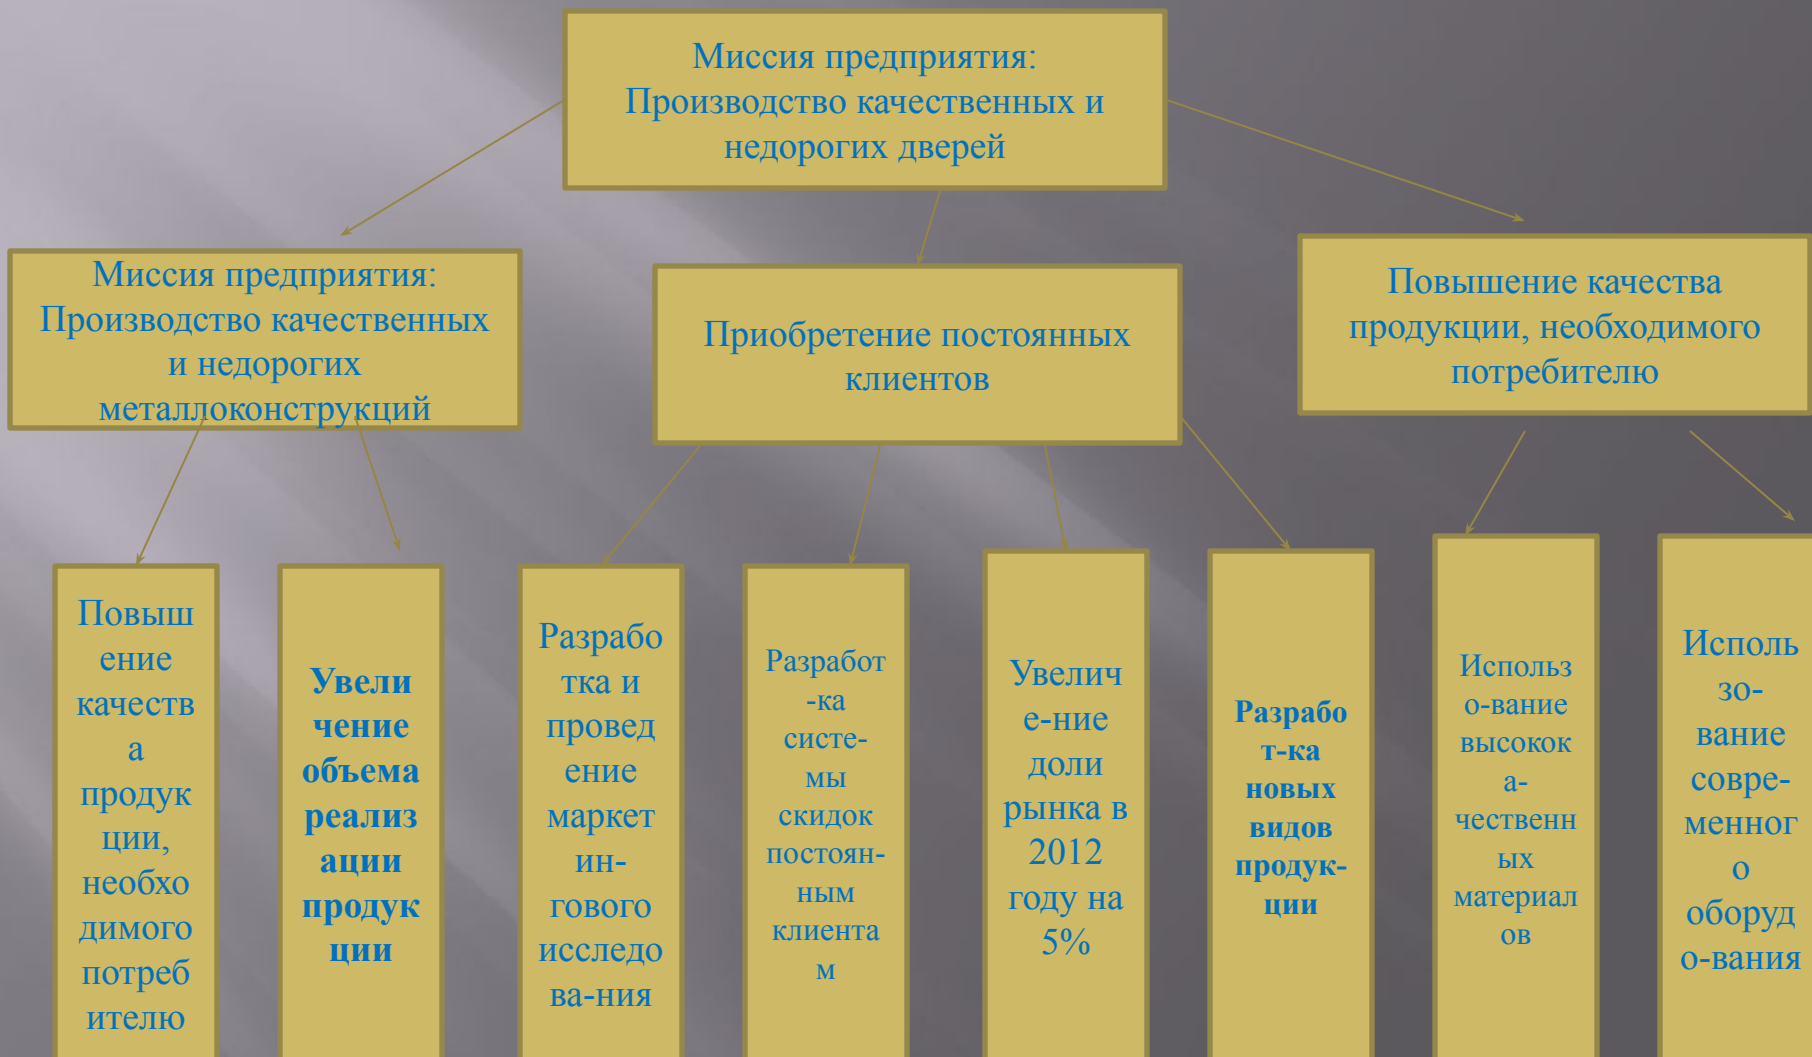 Миссия предприятия:
Производство качественных и
недорогих дверей
Миссия предприятия:
Производство качественных
и недорогих
металлоконструкций
Приобретение постоянных
клиентов
Повышение качества
продукции, необходимого
потребителю
Повыш
ение
качеств
а
продук
ции,
необхо
димого
потреб
ителю
Увели
чение
объема
реализ
ации
продук
ции
Разрабо
тка и
провед
ение
маркет
ин-
гового
исследо
ва-ния
Разработ
-ка
систе-
мы
скидок
постоян-
ным
клиента
м
Увелич
е-ние
доли
рынка в
2012
году на
5%
Разрабо
т-ка
новых
видов
продук-
ции
Использ
о-вание
высокок
а-
чественн
ых
материал
ов
Исполь
зо-
вание
совре-
менног
о
оборуд
о-вания